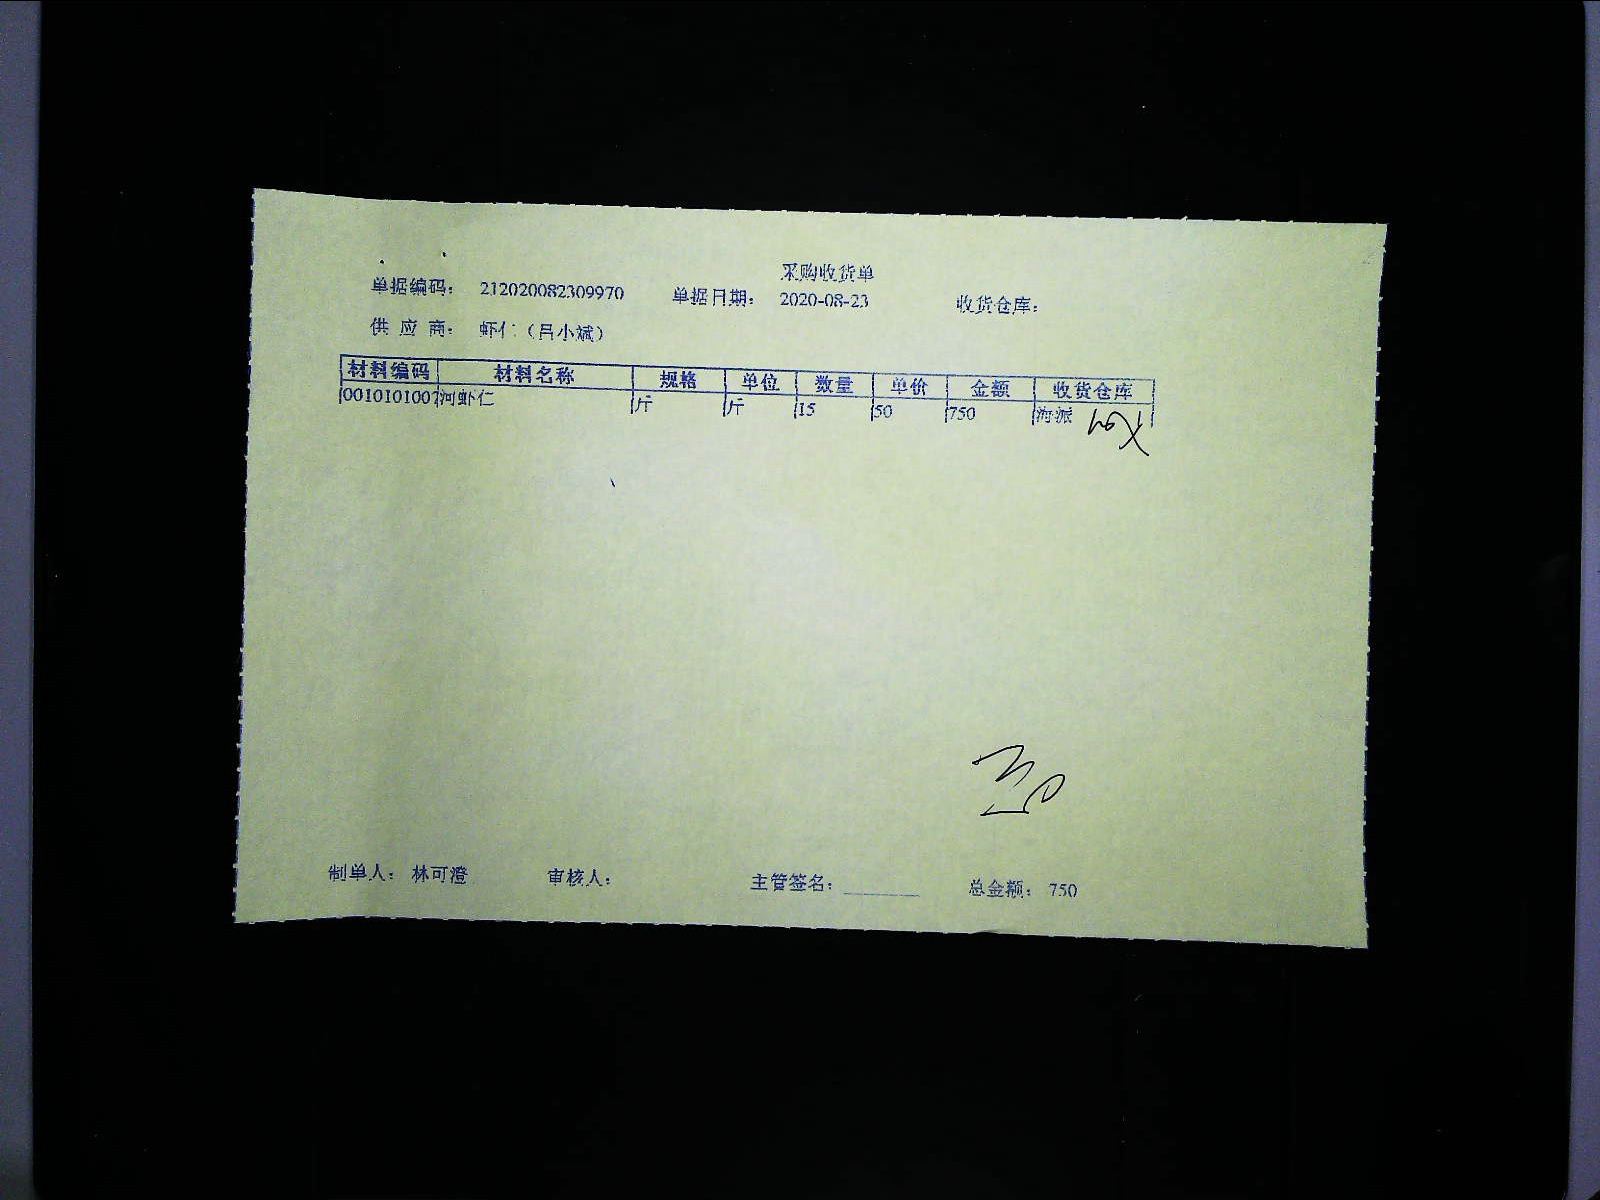 采购收货单
单据编码： 212020082309970 单据日期： 2020-08-23 收货仓库：
供 应 商： 虾仁（吕小斌）
材料编码 材料名称 规格 单位 数量 单价 金额 收货仓库
0010101007 河虾仁 斤 斤 15 50 750 海派
制单人： 林可澄 审核人： 主管签名：________ 总金额： 750